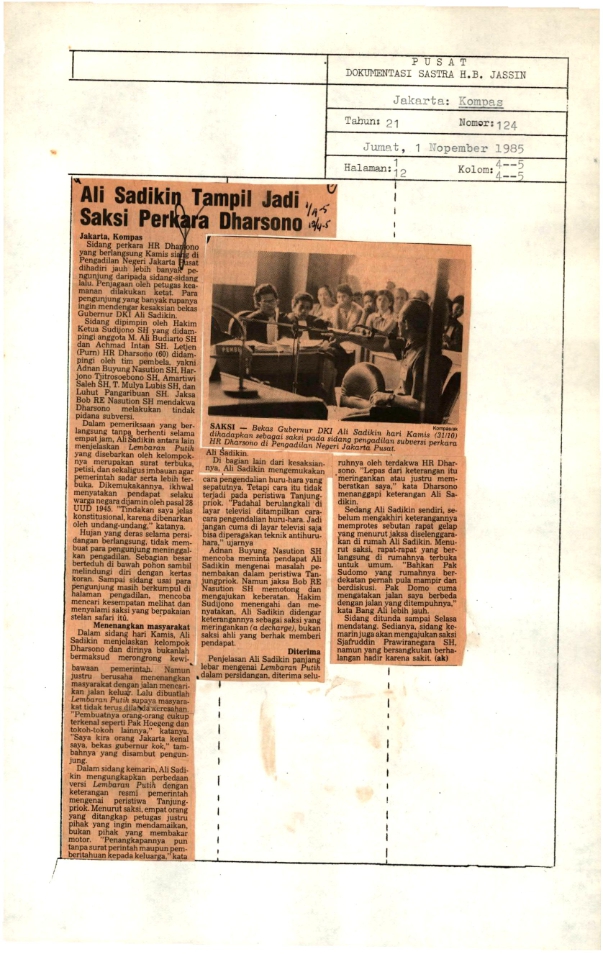 P U S A T
DOKUMENTASI SASTRA H.B. JASSIN
Jakarta: Kompas
Tahun: 21 Nomor: 124
Jumat, 1 Nopember 1985
Halaman: 1 Kolom: 4--5
12 4--5
Ali Sadikin Tampil Jadi
Saksi Perkara Dharsono
Jakarta, Kompas
Sidang perkara HR Dharsono
yang berlangsung Kamis siang di
Pengadilan Negeri Jakarta Pusat
dihadiri jauh lebih banyak pe-
ngunjung daripada sidang-sidang
lalu. Penjagaan oleh petugas kea-
manan dilakukan ketat. Para
pengunjung yang banyak rupanya
ingin mendengar kesaksian bekas
Gubernur DKI Ali Sadikin.
Sidang dipimpin oleh Hakim
Ketua Sudijono SH yang didam-
pingi anggota M. Ali Budiarto SH
dan Achmad Intan SH. Letjen
(Purn) HR Dharsono (60) didam-
pingi oleh tim pembela, yakni
Adnan Buyung Nasution SH, Har-
jono Tjitrosoebono SH, Amartiwi
Saleh SH, T. Mulya Lubis SH, dan
Luhut Pangaribuan SH. Jaksa
Bob RE Nasution SH mendakwa
Dharsono melakukan tindak
pidana subversi.
Dalam pemeriksaan yang ber-
langsung tanpa berhenti selama
empat jam, Ali Sadikin antara lain
menjelaskan Lembaran Putih
yang disebarkan oleh kelompok-
nya merupakan surat terbuka,
petisi, dan sekaligus imbauan agar
pemerintah sadar serta lebih ter-
buka. Dikemukakannya, ikhwal
menyatakan pendapat selaku
warga negara dijamin oleh pasal 28
UUD 1945. "Tindakan saya jelas
konstitusional, karena dibenarkan
oleh undang-undang," katanya.
Hujan yang deras selama persi-
dangan berlangsung, tidak mem-
buat para pengunjung meninggal-
kan pengadilan. Sebagian besar
berteduh di bawah pohon sambil
melindungi diri dengan kertas
koran. Sampai sidang usai para
pengunjung masih berkumpul di
halaman pengadilan, mencoba
mencari kesempatan melihat dan
menyalami saksi yang berpakaian
stelan safari itu.
Menenangkan masyarakat
Dalam sidang hari Kamis, Ali
Sadikin menjelaskan kelompok
Dharsono dan dirinya bukanlah
bermaksud merongrong kewi-
bawaan pemerintah. Namun
justru berusaha menenangkan
masyarakat dengan jalan mencari-
kan jalan keluar. Lalu dibuatlah
Lembaran Putih supaya masyara-
kat tidak terus dilanda keresahan.
"Pembuatnya orang-orang cukup
terkenal seperti Pak Hoegeng dan
tokoh-tokoh lainnya," katanya.
"Saya kira orang Jakarta kenal
saya, bekas gubernur kok," tam-
bahnya yang disambut pengun-
jung.
Dalam sidang kemarin, Ali Sadi-
kin mengungkapkan perbedaan
versi Lembaran Putih dengan
keterangan resmi pemerintah
mengenai peristiwa Tanjung-
priok. Menurut saksi, empat orang
yang ditangkap petugas justru
pihak yang ingin mendamaikan,
bukan pihak yang membakar
motor. "Penangkapannya pun
tanpa surat perintah maupun pem-
beritahuan kepada keluarga," kata
Kompas/as
SAKSI — Bekas Gubernur DKI Ali Sadikin hari Kamis (31/10)
dihadapkan sebagai saksi pada sidang pengadilan subversi perkara
HR Dharsono di Pengadilan Negeri Jakarta Pusat.
Ali Sadikin.
Di bagian lain dari kesaksian-
nya, Ali Sadikin mengemukakan
cara pengendalian huru-hara yang
sepatutnya. Tetapi cara itu tidak
terjadi pada peristiwa Tanjung-
priok. "Padahal berulangkali di
layar televisi ditampilkan cara-
cara pengendalian huru-hara. Jadi
jangan cuma di layar televisi saja
bisa diperagakan teknik antihuru-
hara," ujarnya
Adnan Buyung Nasution SH
mencoba meminta pendapat Ali
Sadikin mengenai masalah pe-
nembakan dalam peristiwa Tan-
jungpriok. Namun jaksa Bob RE
Nasution SH memotong dan
mengajukan keberatan. Hakim
Sudijono menengahi dan me-
nyatakan, Ali Sadikin didengar
keterangannya sebagai saksi yang
meringankan (a decharge), bukan
saksi ahli yang berhak memberi
pendapat.
Diterima
Penjelasan Ali Sadikin panjang
lebar mengenai Lembaran Putih
dalam persidangan, diterima selu-
ruhnya oleh terdakwa HR Dhar-
sono. "Lepas dari keterangan itu
meringankan atau justru mem-
beratkan saya," kata Dharsono
menanggapi keterangan Ali Sa-
dikin.
Sedang Ali Sadikin sendiri, se-
belum mengakhiri keterangannya
memprotes sebutan rapat gelap
yang menurut jaksa diselenggara-
kan di rumah Ali Sadikin. Menu-
rut saksi, rapat-rapat yang ber-
langsung di rumahnya terbuka
untuk umum. "Bahkan Pak
Sudomo yang rumahnya ber-
dekatan pernah pula mampir dan
berdiskusi. Pak Domo cuma
mengatakan jalan saya berbeda
dengan jalan yang ditempuhnya,"
kata Bang Ali lebih jauh.
Sidang ditunda sampai Selasa
mendatang. Sedianya, sidang ke-
marin juga akan mengajukan saksi
Sjafruddin Prawiranegara SH,
namun yang bersangkutan berha-
langan hadir karena sakit. (ak)